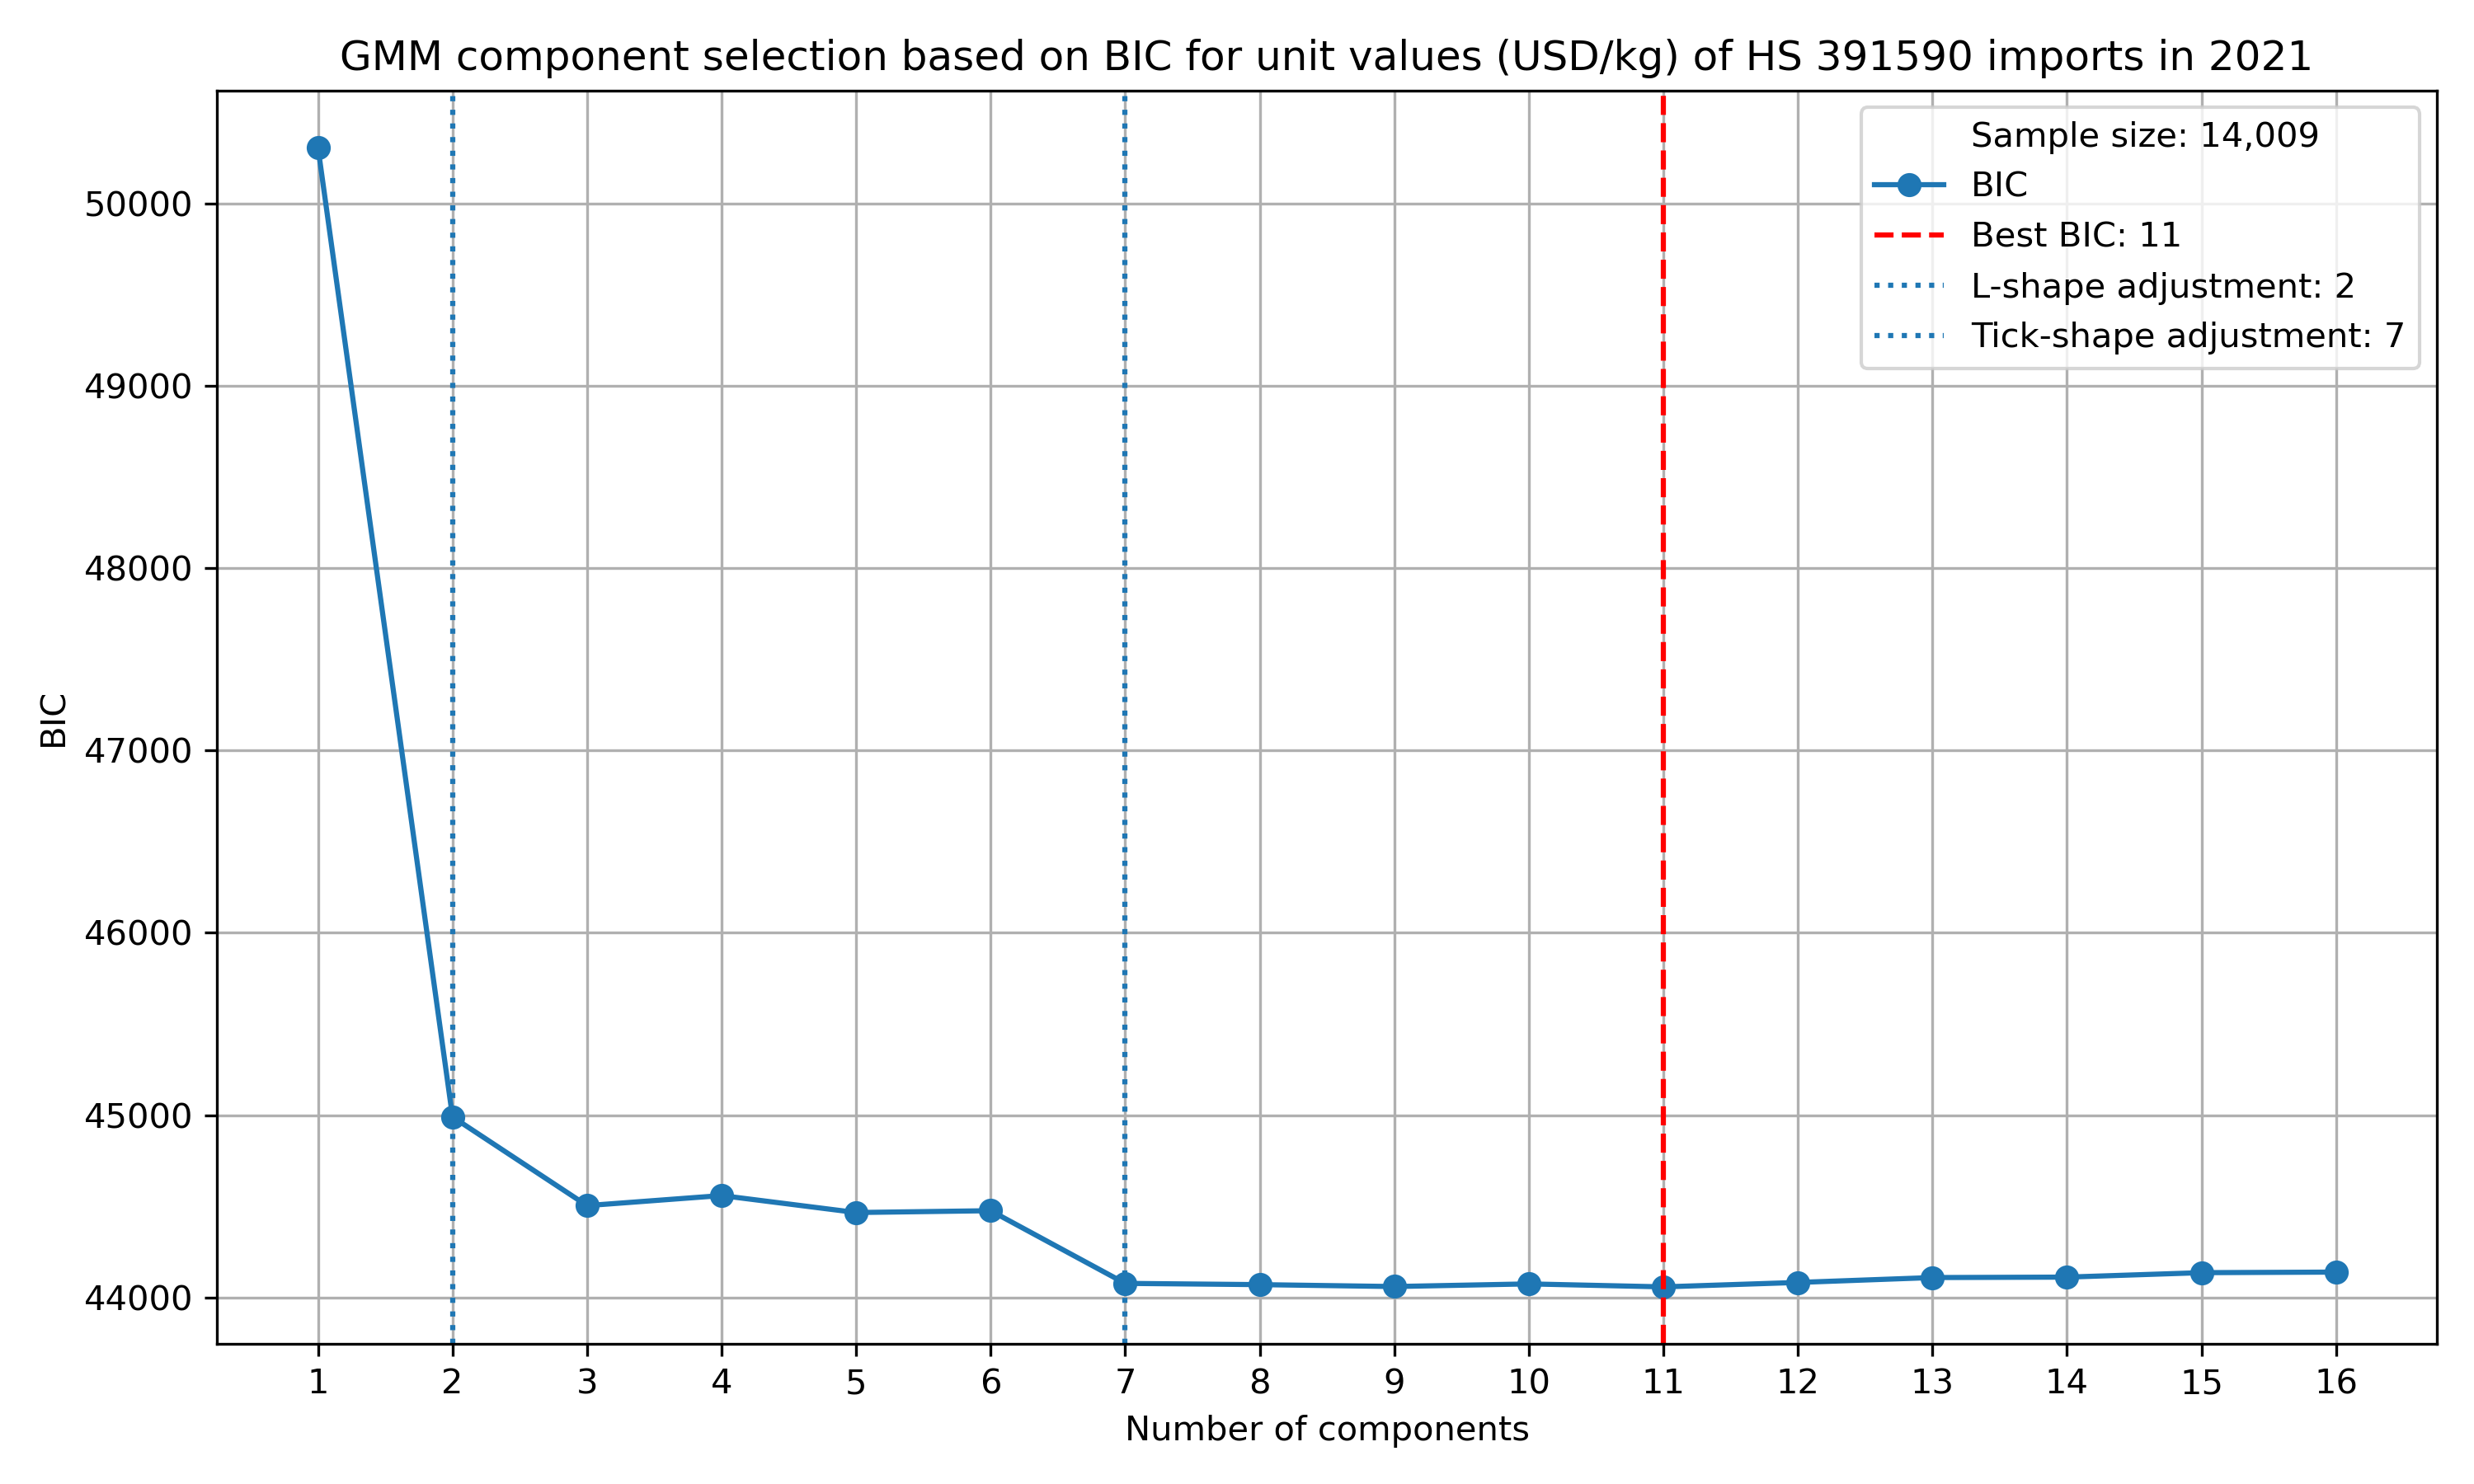 GMM component selection based on BIC for unit values (USD/kg) of HS 391590 imports in 2021
Sample size: 14,009
BIC
Best BIC: 11
L-shape adjustment: 2
Tick-shape adjustment: 7
50000
49000
48000
47000
46000
45000
44000
BIC
1 2 3 4 5 6 7 8 9 10 11 12 13 14 15 16
Number of components